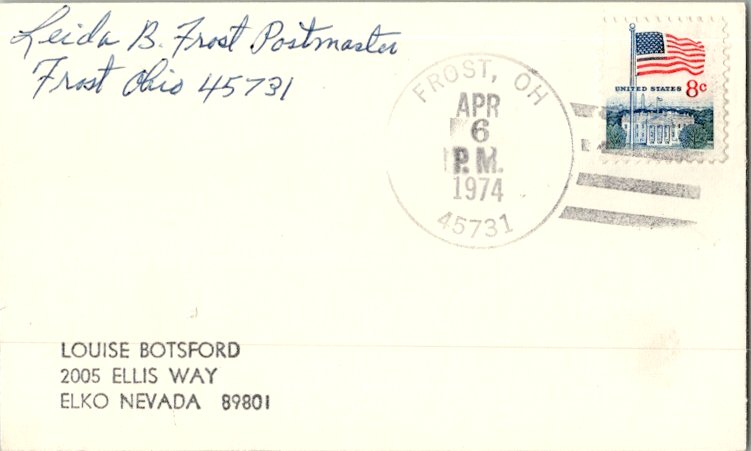 Leida B. Frost Postmaster
Frost Ohio 45731
FROST, OH
APR
6
P.M.
1974
45731
UNITED STATES 8c
LOUISE BOTSFORD
2005 ELLIS WAY
ELKO NEVADA 89801